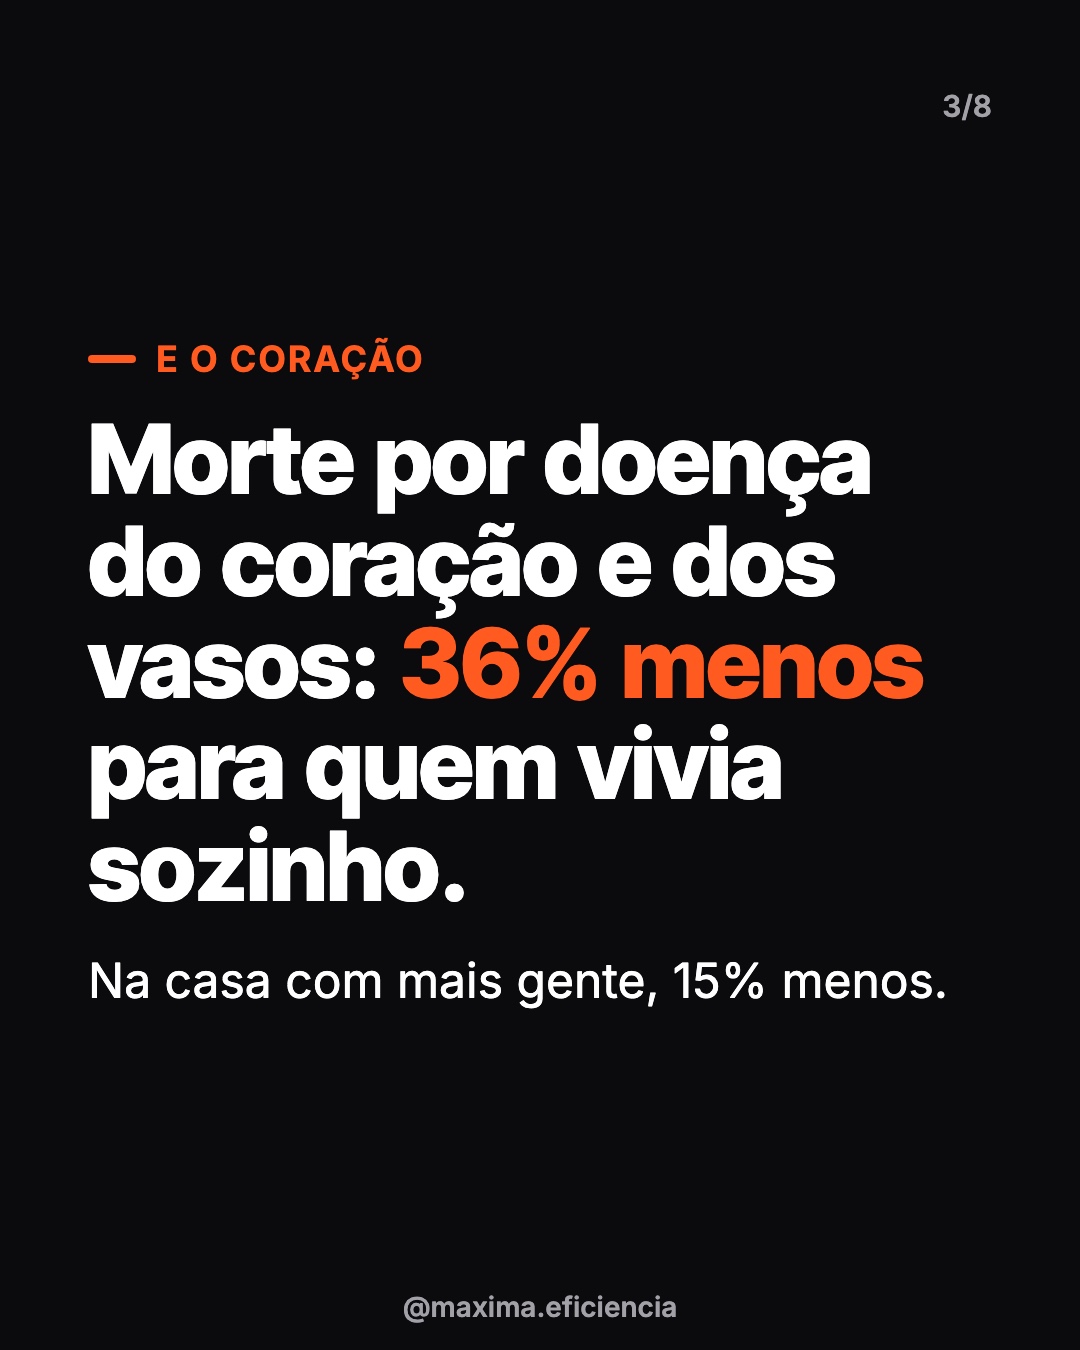 3/8
E O CORAÇÃO
Morte por doença
do coração e dos
vasos: 36% menos
para quem vivia
sozinho.
Na casa com mais gente, 15% menos.
@maxima.eficiencia